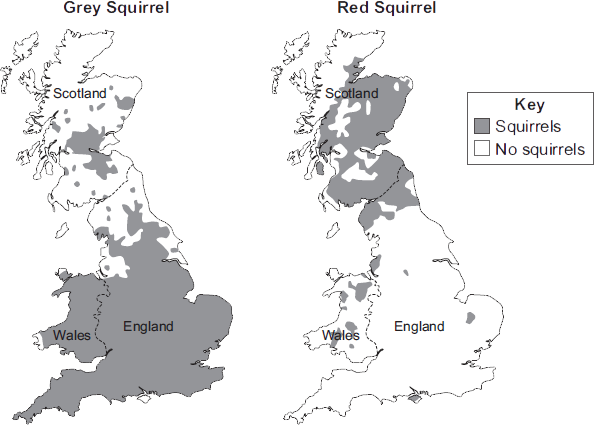 Grey Squirrel
Red Squirrel
Scotland
Scotland
Key
Squirrels
No squirrels
Wales
England
Wales
England